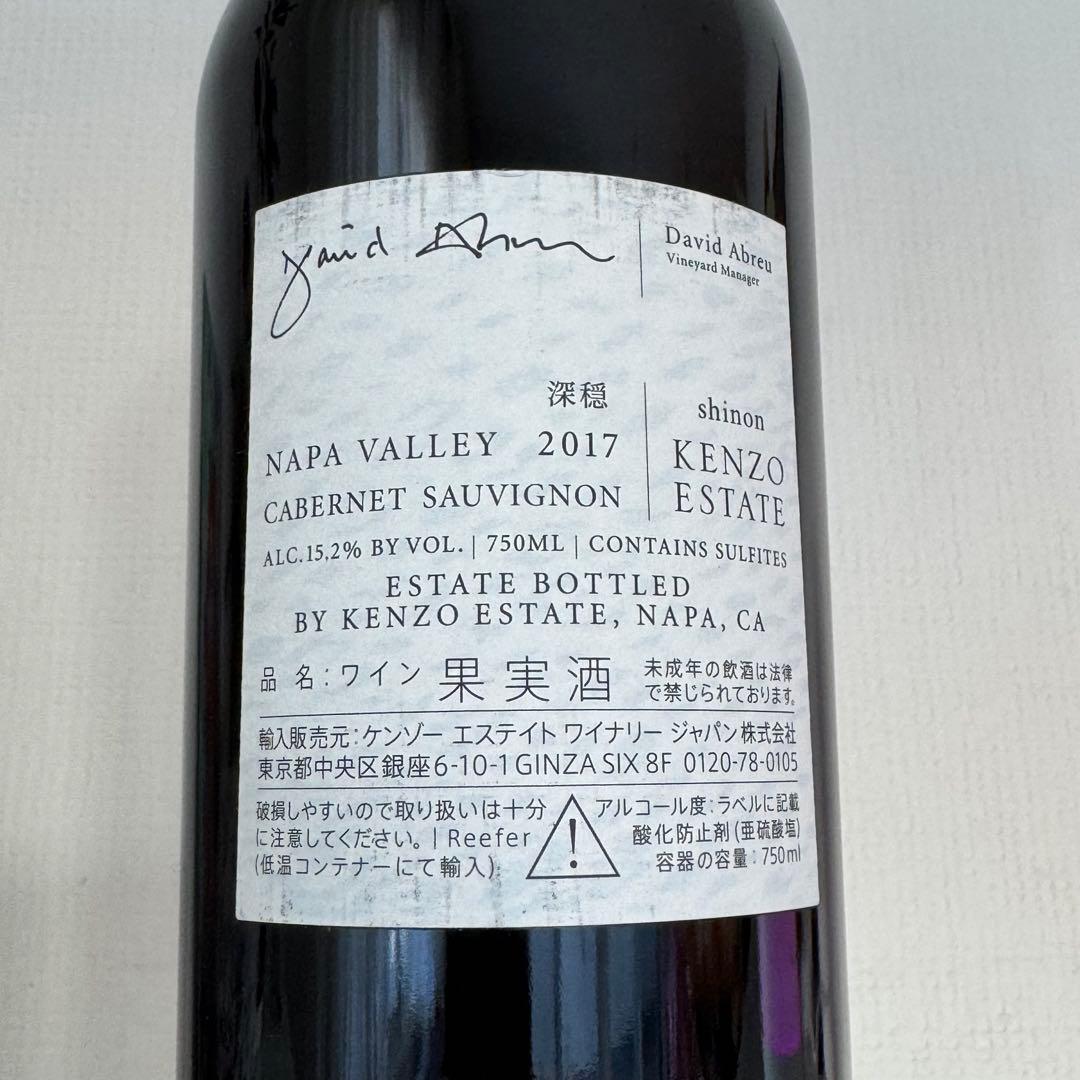 David Abreu
David Abreu
Vineyard Manager
深穏
NAPA VALLEY 2017
CABERNET SAUVIGNON
shinon
KENZO
ESTATE
ALC.15,2% BY VOL. | 750ML | CONTAINS SULFITES
ESTATE BOTTLED
BY KENZO ESTATE, NAPA, CA
品 名:ワイン 果実酒
未成年の飲酒は法律
で禁じられております。
輸入販売元:ケンゾー エステイト ワイナリー ジャパン株式会社
東京都中央区銀座6-10-1 GINZA SIX 8F 0120-78-0105
破損しやすいので取り扱いは十分
に注意してください。| Reefer
(低温コンテナーにて輸入)
!
アルコール度:ラベルに記載
酸化防止剤(亜硫酸塩)
容器の容量:750ml